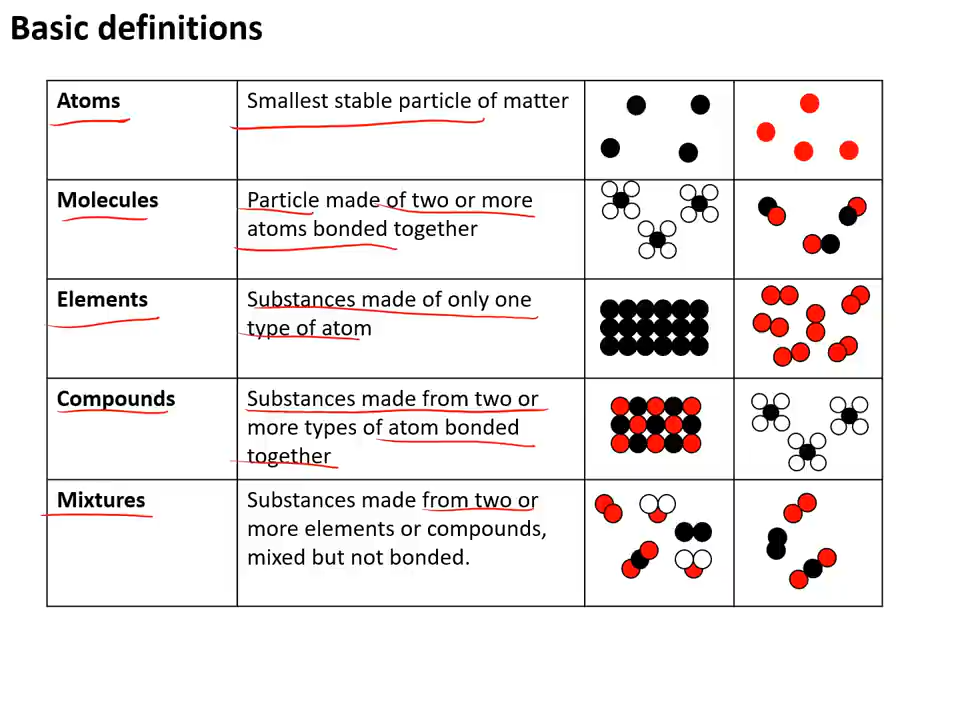 Basic definitions
Atoms
Smallest stable particle of matter
Molecules
Particle made of two or more
atoms bonded together
Elements
Substances made of only one
type of atom
Compounds
Substances made from two or
more types of atom bonded
together
Mixtures
Substances made from two or
more elements or compounds,
mixed but not bonded.